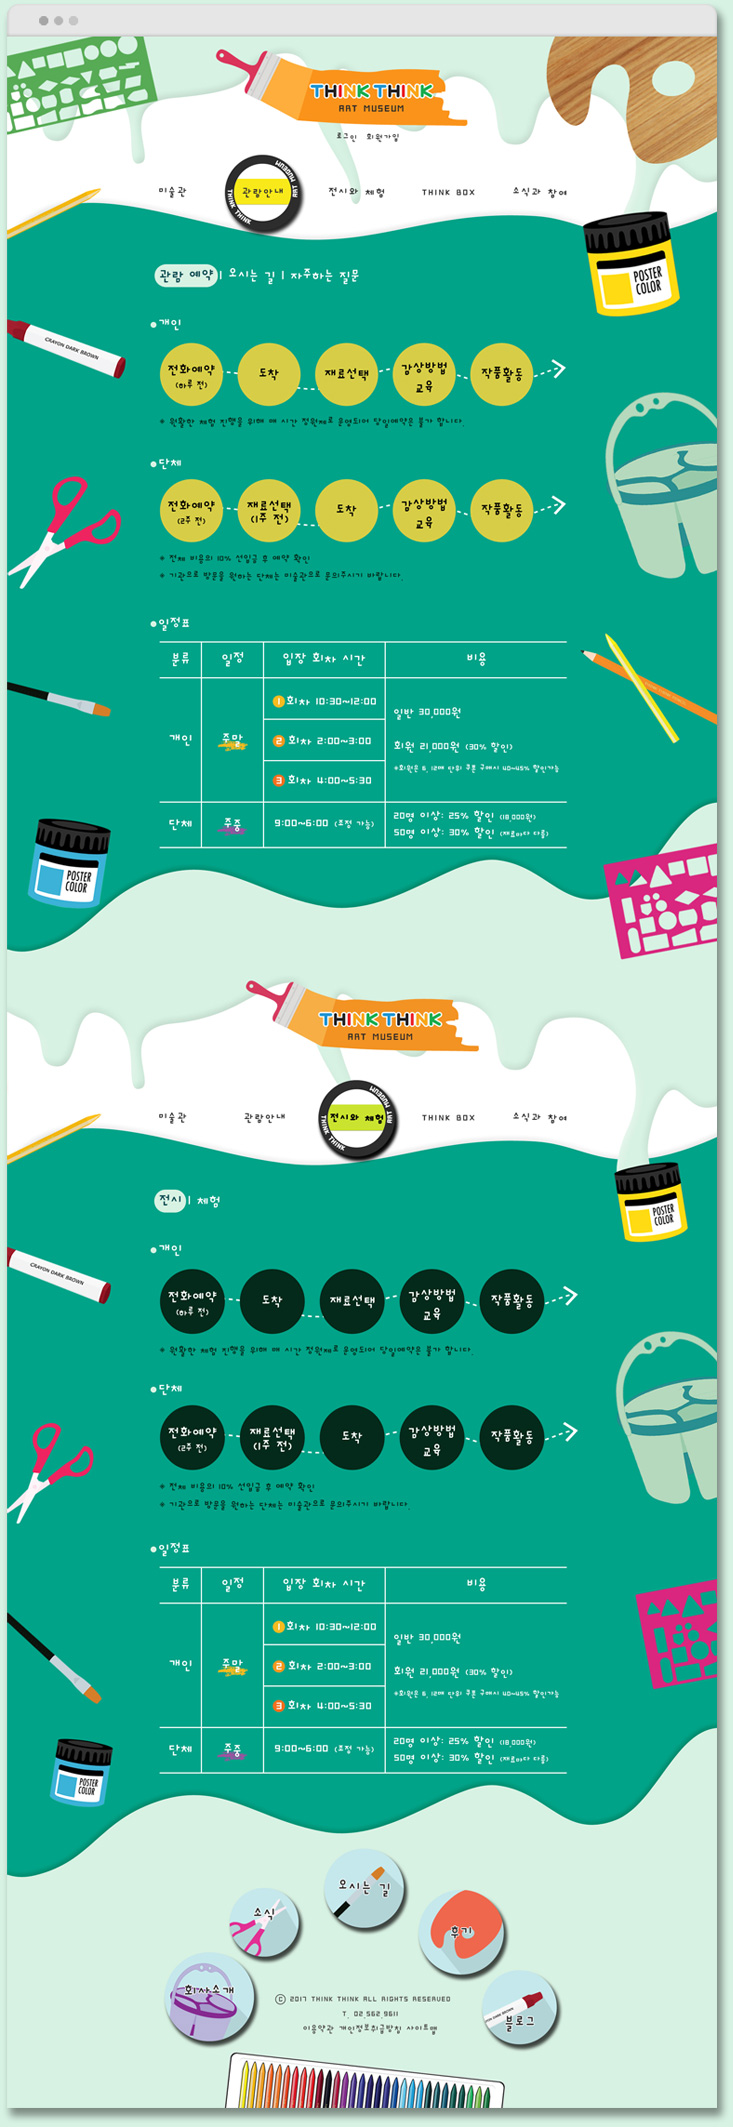 THINK THINK
ART MUSEUM
로그인 회원가입
미술관
관람안내
전시와 체험
THINK BOX
소식과 참여
THINK THINK ART MUSEUM
POSTER COLOR
관람 예약 | 오시는 길 | 자주하는 질문
CRAYON DARK BROWN
개인
전화예약
(하루 전)
도착
재료선택
감상방법
교육
작품활동
* 원활한 체험 진행을 위해 매 시간 정원제로 운영되어 당일예약은 불가 합니다.
단체
전화예약
(2주 전)
재료선택
(1주 전)
도착
감상방법
교육
작품활동
* 전체 비용의 10% 선입금 후 예약 확인
* 기관으로 방문을 원하는 단체는 미술관으로 문의주시기 바랍니다.
일정표
분류 일정 입장 회차 시간 비용
개인 주말
1 회차 10:30~12:00
2 회차 2:00~3:00
3 회차 4:00~5:30
일반 30,000원
회원 21,000원 (30% 할인)
*회원은 6, 12매 단위 쿠폰 구매시 40~45% 할인가능
단체 주중 9:00~6:00 (조정 가능)
20명 이상: 25% 할인 (18,000원)
50명 이상: 30% 할인 (재료마다 다름)
POSTER COLOR
THINK THINK
ART MUSEUM
미술관
관람안내
전시와 체험
THINK BOX
소식과 참여
THINK THINK ART MUSEUM
POSTER COLOR
전시 | 체험
CRAYON DARK BROWN
개인
전화예약
(하루 전)
도착
재료선택
감상방법
교육
작품활동
* 원활한 체험 진행을 위해 매 시간 정원제로 운영되어 당일예약은 불가 합니다.
단체
전화예약
(2주 전)
재료선택
(1주 전)
도착
감상방법
교육
작품활동
* 전체 비용의 10% 선입금 후 예약 확인
* 기관으로 방문을 원하는 단체는 미술관으로 문의주시기 바랍니다.
일정표
분류 일정 입장 회차 시간 비용
개인 주말
1 회차 10:30~12:00
2 회차 2:00~3:00
3 회차 4:00~5:30
일반 30,000원
회원 21,000원 (30% 할인)
*회원은 6, 12매 단위 쿠폰 구매시 40~45% 할인가능
단체 주중 9:00~6:00 (조정 가능)
20명 이상: 25% 할인 (18,000원)
50명 이상: 30% 할인 (재료마다 다름)
POSTER COLOR
오시는 길
소식
후기
회사소개
블로그
© 2017 THINK THINK ALL RIGHTS RESERVED
T. 02 562 9611
이용약관 개인정보취급방침 사이트맵